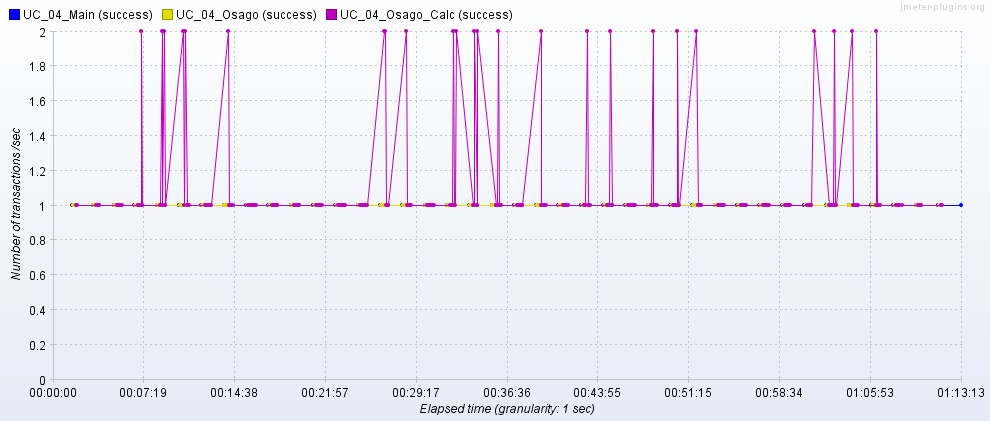 UC_04_Main (success) UC_04_Osago (success) UC_04_Osago_Calc (success)
jmeter-plugins.org
Number of transactions /sec
2
1.8
1.6
1.4
1.2
1
0.8
0.6
0.4
0.2
0
00:00:00 00:07:19 00:14:38 00:21:57 00:29:17 00:36:36 00:43:55 00:51:15 00:58:34 01:05:53 01:13:13
Elapsed time (granularity: 1 sec)